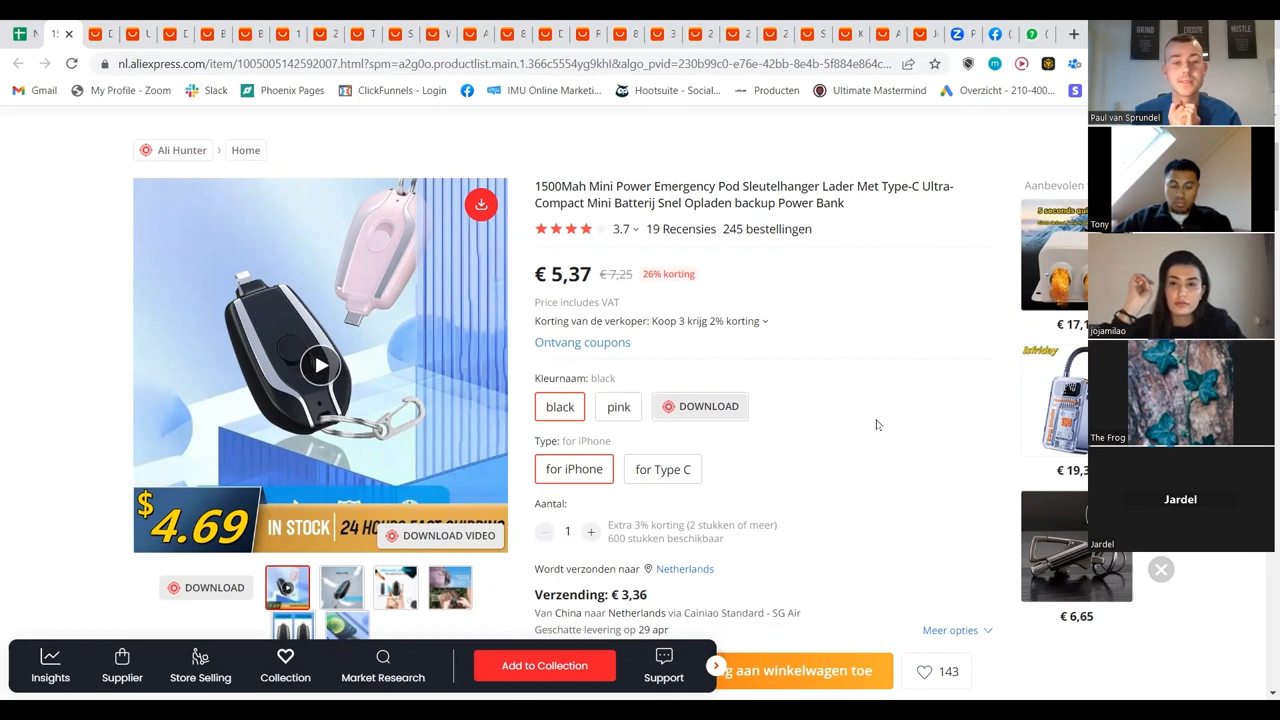 nl.aliexpress.com/item/1005005142592007.html?spm=a2g0o.productlist.main.1.366c5554yg9khl&algo_pvid=230b99c0-e76e-42bb-8e4b-5f884e864c...
Gmail
My Profile - Zoom
Slack
Phoenix Pages
ClickFunnels - Login
IMU Online Marketi...
Hootsuite - Social...
Producten
Ultimate Mastermind
Overzicht - 210-400...
GRIND
EXECUTE
HUSTLE
Paul van Sprundel
Tony
jojamilao
The Frog
Jardel
Jardel
Ali Hunter
Home
1500Mah Mini Power Emergency Pod Sleutelhanger Lader Met Type-C Ultra-
Compact Mini Batterij Snel Opladen backup Power Bank
3.7 19 Recensies 245 bestellingen
€ 5,37 € 7,25 26% korting
Price includes VAT
Korting van de verkoper: Koop 3 krijg 2% korting
Ontvang coupons
Kleurnaam: black
black
pink
DOWNLOAD
Type: for iPhone
for iPhone
for Type C
Aantal:
1
Extra 3% korting (2 stukken of meer)
600 stukken beschikbaar
Wordt verzonden naar Netherlands
Verzending: € 3,36
Van China naar Netherlands via Cainiao Standard - SG Air
Geschatte levering op 29 apr
Meer opties
aan winkelwagen toe
143
$4.69
IN STOCK
DOWNLOAD VIDEO
DOWNLOAD
Aanbevolen
5 seconds
€ 17,1
Isfriday
€ 19,3
€ 6,65
Insights
Supplier
Store Selling
Collection
Market Research
Add to Collection
Support